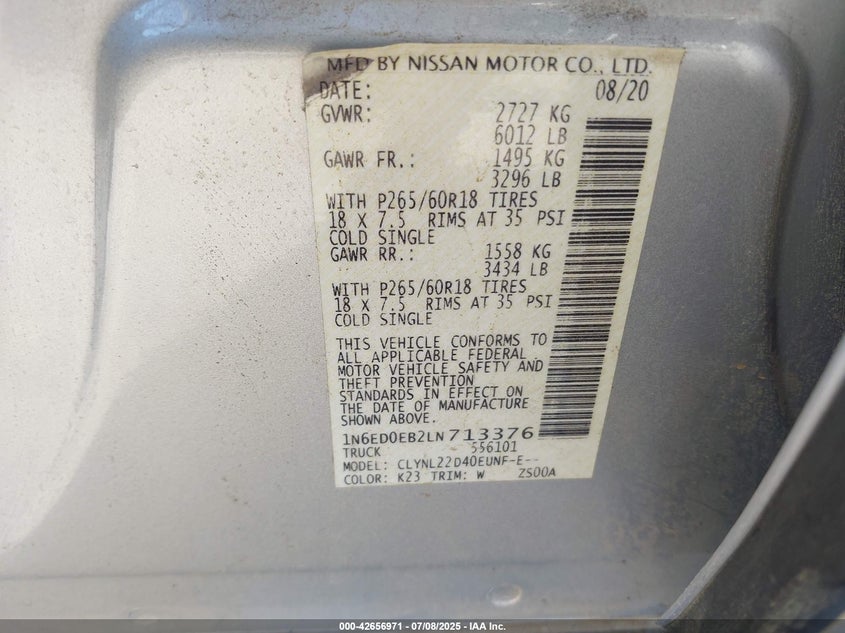 MFD BY NISSAN MOTOR CO., LTD.
DATE: 08/20
GVWR: 2727 KG
6012 LB
GAWR FR.: 1495 KG
3296 LB
WITH P265/60R18 TIRES
18 X 7.5 RIMS AT 35 PSI
COLD SINGLE
GAWR RR.: 1558 KG
3434 LB
WITH P265/60R18 TIRES
18 X 7.5 RIMS AT 35 PSI
COLD SINGLE
THIS VEHICLE CONFORMS TO
ALL APPLICABLE FEDERAL
MOTOR VEHICLE SAFETY AND
THEFT PREVENTION
STANDARDS IN EFFECT ON
THE DATE OF MANUFACTURE
SHOWN ABOVE.
1N6ED0EB2LN713376
TRUCK 556101
MODEL: CLYNL22D40EUNF-E--
COLOR: K23 TRIM: W ZS00A
000-42656971 - 07/08/2025 - IAA Inc.